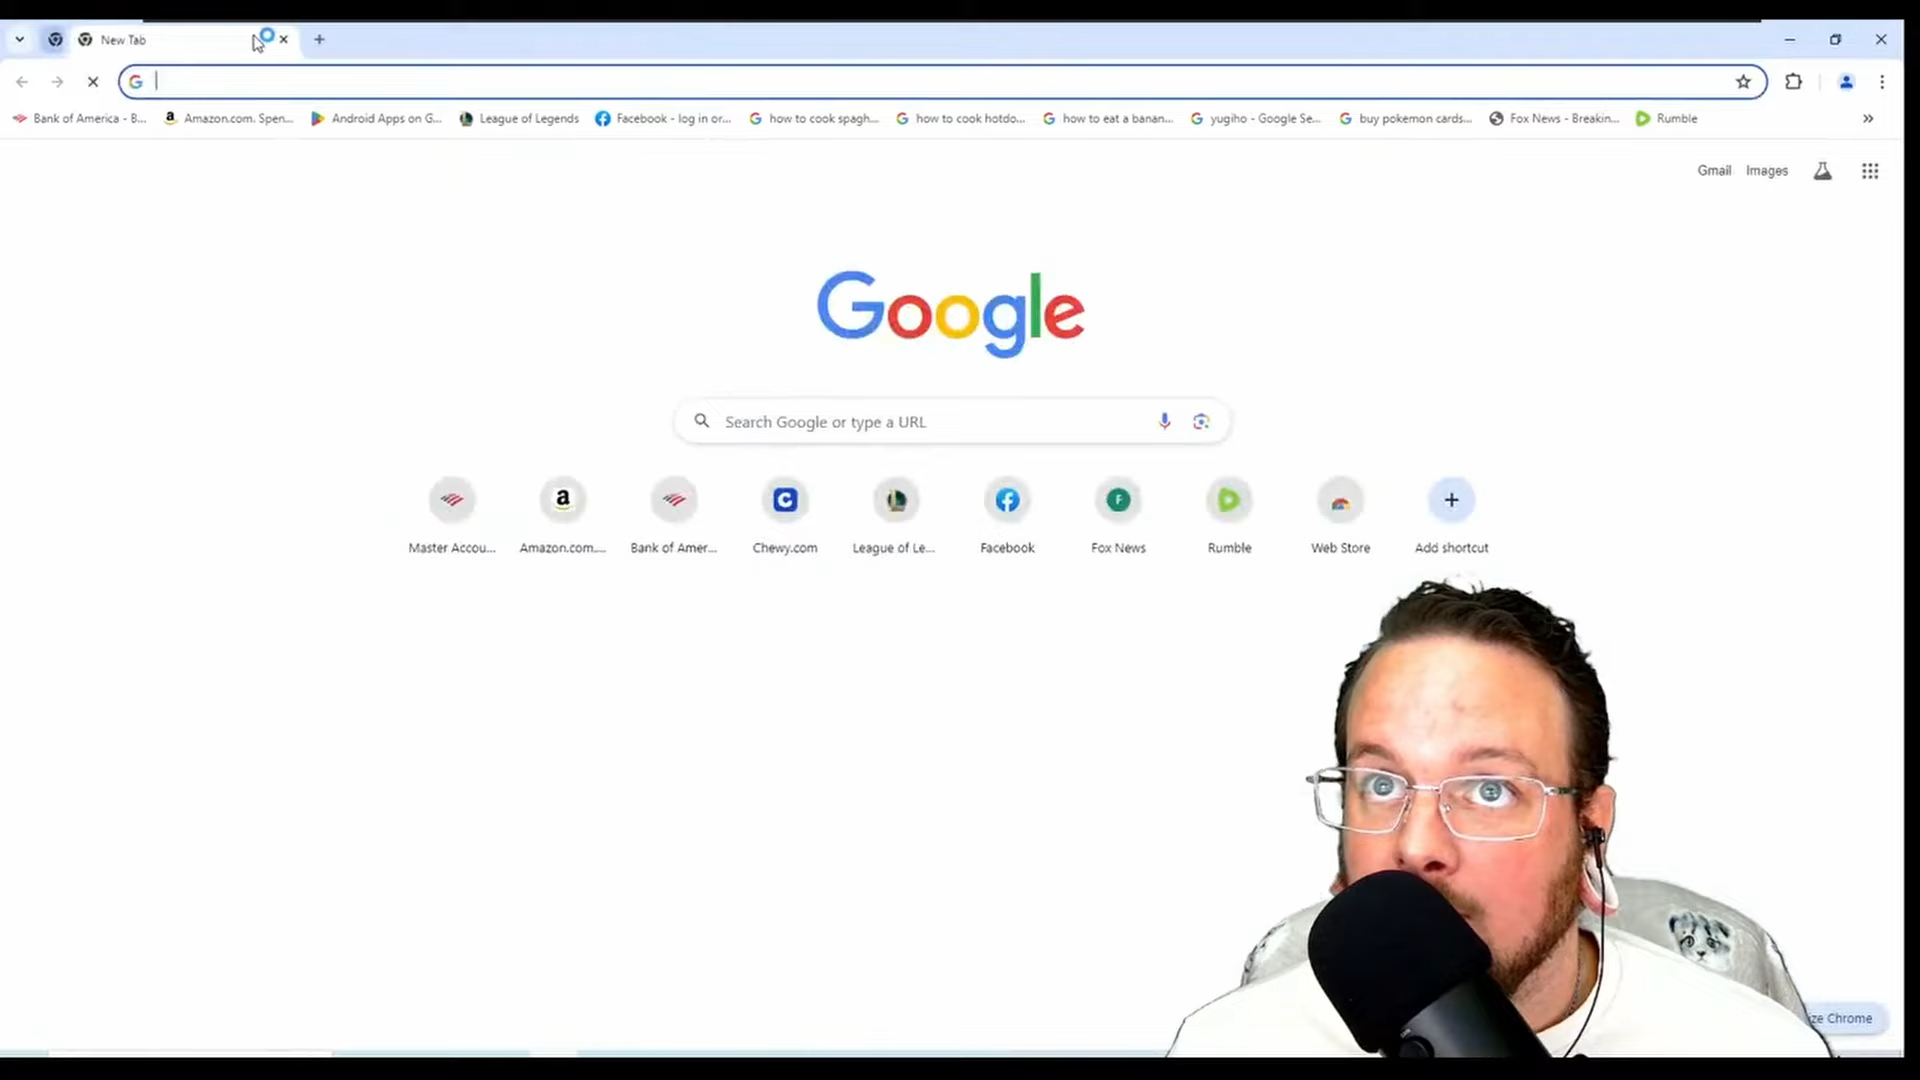 New Tab
Bank of America - B...
Amazon.com. Spen...
Android Apps on G...
League of Legends
Facebook - log in or...
how to cook spagh...
how to cook hotdo...
how to eat a banan...
yugiho - Google Se...
buy pokemon cards...
Fox News - Breakin...
Rumble
Gmail
Images
Google
Search Google or type a URL
Master Accou...
Amazon.com....
Bank of Amer...
Chewy.com
League of Le...
Facebook
Fox News
Rumble
Web Store
Add shortcut
ze Chrome